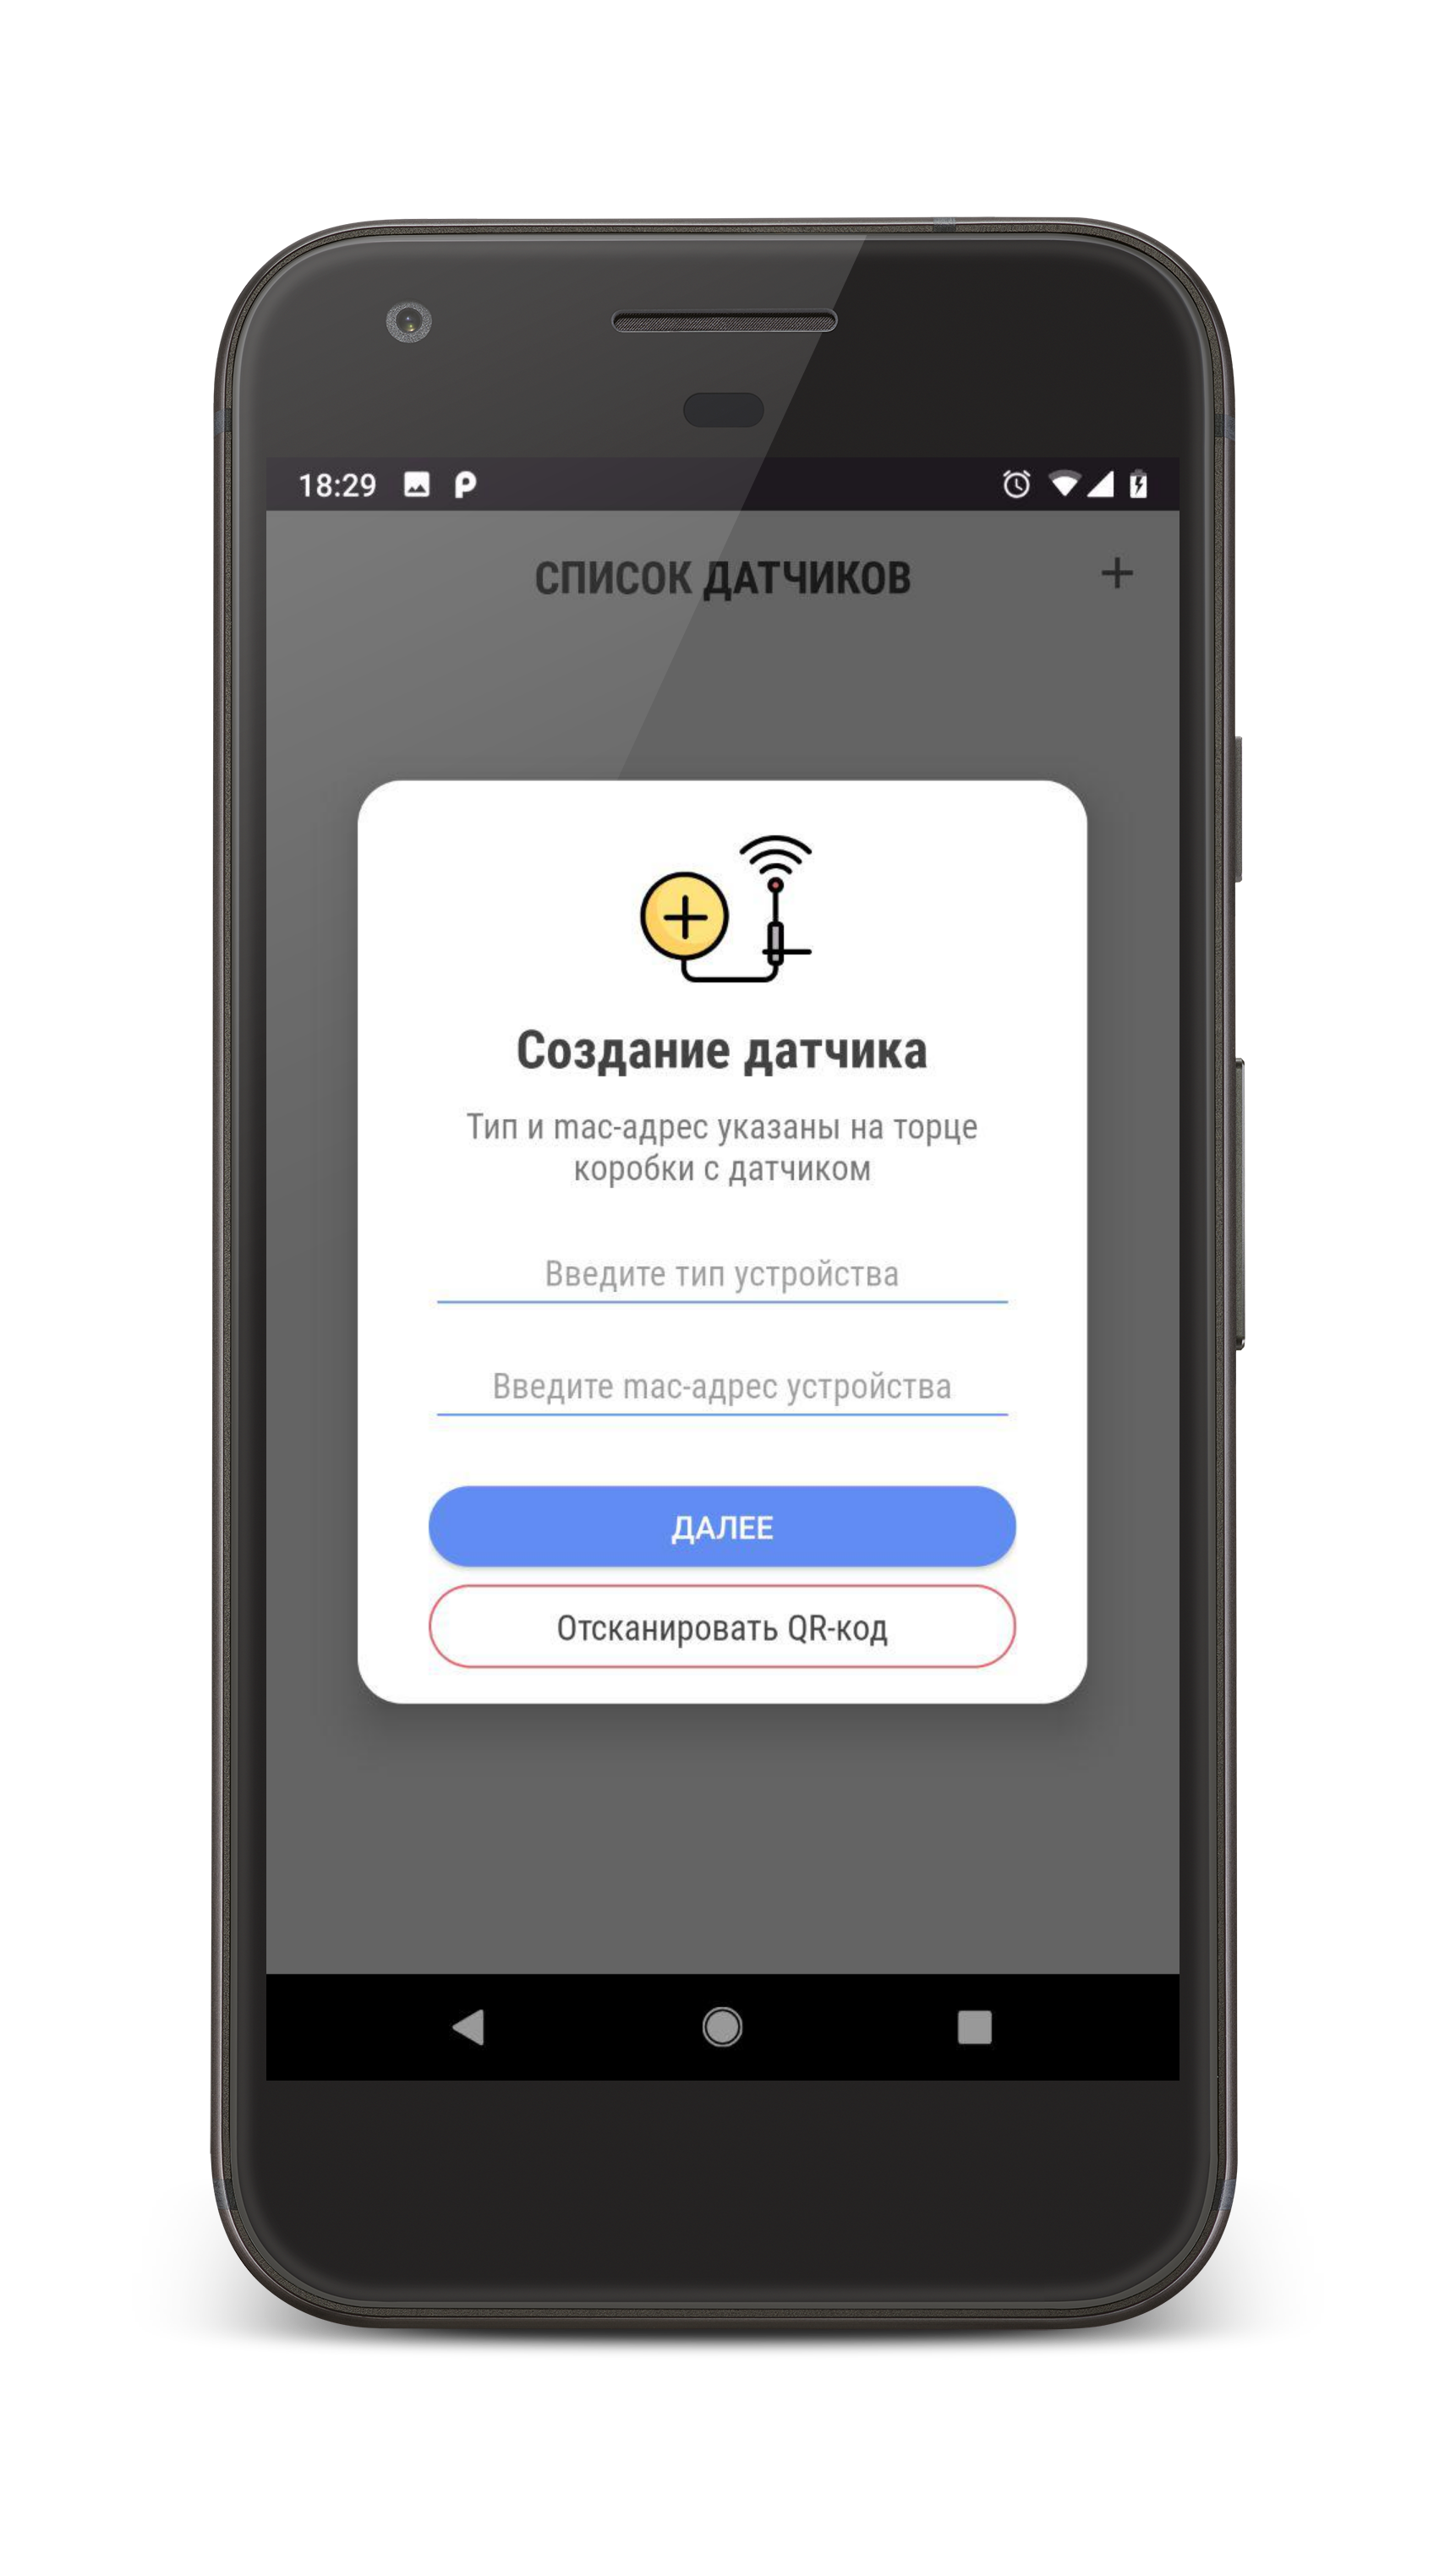 18:29
СПИСОК ДАТЧИКОВ
Создание датчика
Тип и mac-адрес указаны на торце
коробки с датчиком
Введите тип устройства
Введите mac-адрес устройства
ДАЛЕЕ
Отсканировать QR-код